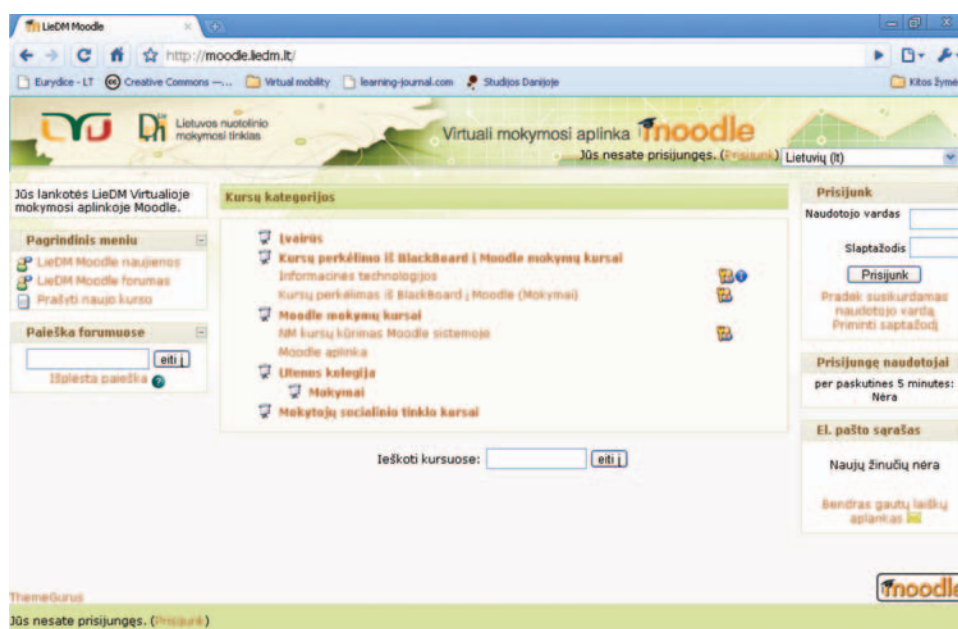 LieDM Moodle
http://moodle.liedm.lt/
Eurydice - LT
Creative Commons —...
Virtual mobility
learning-journal.com
Studijos Danijoje
Kitos žymė
Lietuvos nuotolinio
mokymosi tinklas
Virtuali mokymosi aplinka moodle
Jūs nesate prisijungęs. (Prisijunk)
Lietuvių (lt)
Jūs lankotės LieDM Virtualioje
mokymosi aplinkoje Moodle.
Pagrindinis meniu
LieDM Moodle naujienos
LieDM Moodle forumas
Prašyti naujo kurso
Paieška forumuose
eiti į
Išplėsta paieška
Kursų kategorijos
Įvairūs
Kursų perkėlimo iš BlackBoard į Moodle mokymų kursai
Informacinės technologijos
Kursų perkėlimas iš BlackBoard į Moodle (Mokymai)
Moodle mokymų kursai
NM kursų kūrimas Moodle sistemoje
Moodle aplinka
Utenos kolegija
Mokymai
Mokytojų socialinio tinklo kursai
Ieškoti kursuose:
eiti į
Prisijunk
Naudotojo vardas
Slaptažodis
Prisijunk
Pradėk susikurdamas
naudotojo vardą
Priminti saptažodį
Prisijungę naudotojai
per paskutines 5 minutes:
Nėra
El. pašto sąrašas
Naujų žinučių nėra
Bendras gautų laiškų
aplankas
moodle
ThemeGurus
Jūs nesate prisijungęs. (Prisijunk)